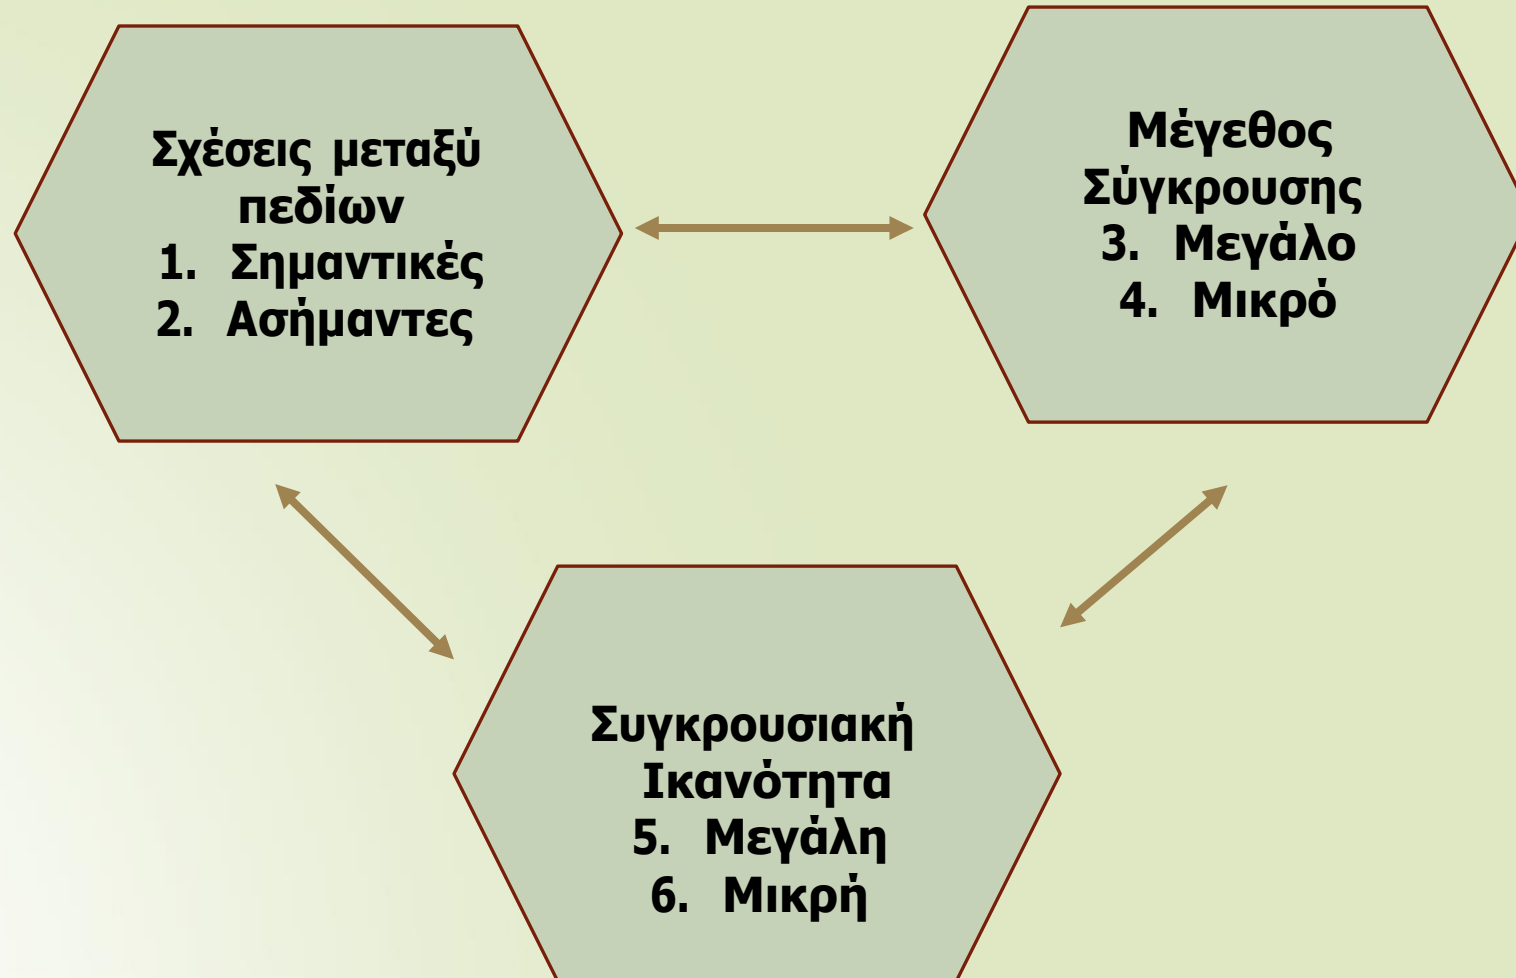 Σχέσεις μεταξύ
πεδίων
1. Σημαντικές
2. Ασήμαντες
Μέγεθος
Σύγκρουσης
3. Μεγάλο
4. Μικρό
Συγκρουσιακή
Ικανότητα
5. Μεγάλη
6. Μικρή